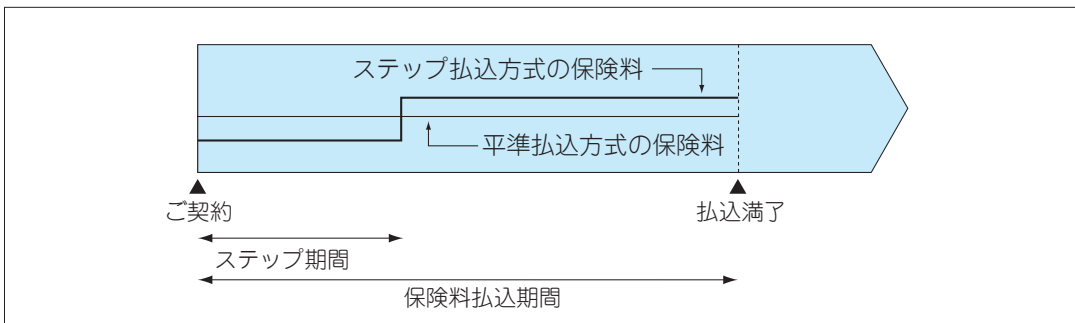 ステップ払込方式の保険料
平準払込方式の保険料
ご契約
払込満了
ステップ期間
保険料払込期間